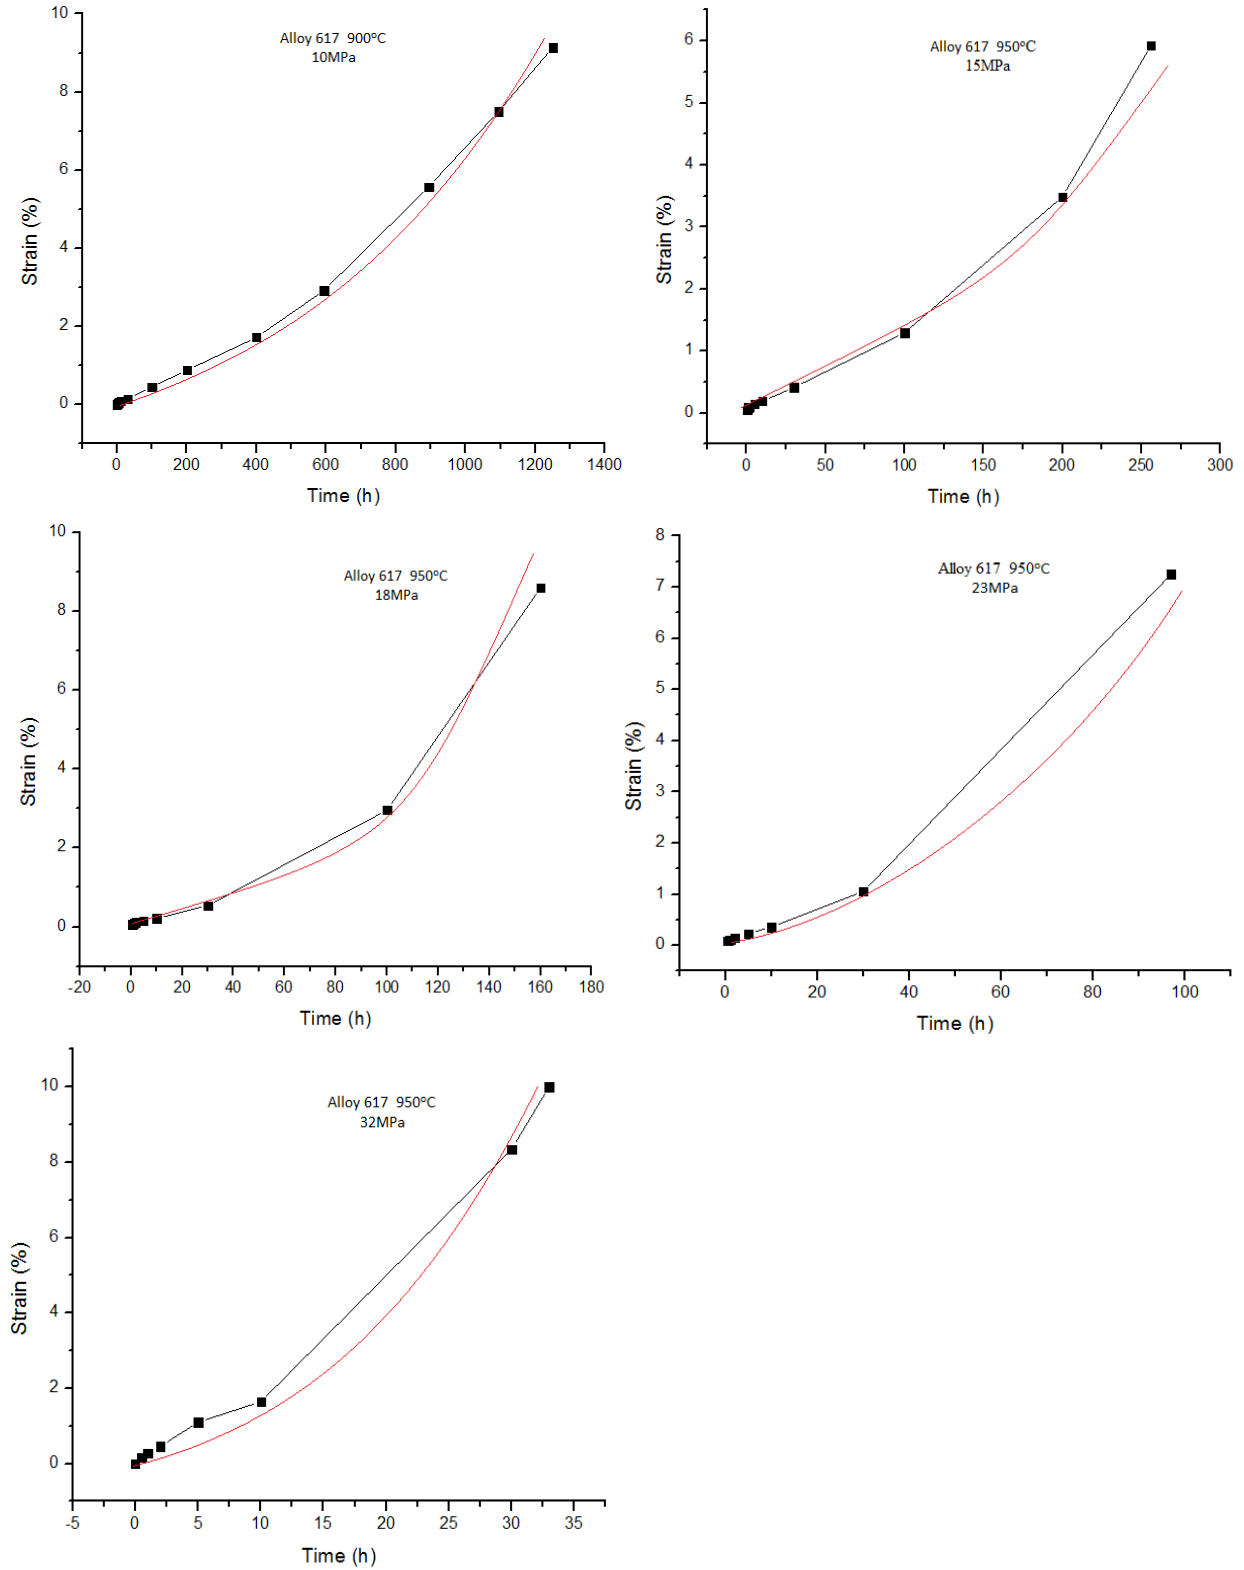 Alloy 617 900°C
10MPa
Strain (%)
10
8
6
4
2
0
0 200 400 600 800 1000 1200 1400
Time (h)
Alloy 617 950°C
15MPa
Strain (%)
6
5
4
3
2
1
0
0 50 100 150 200 250 300
Time (h)
Alloy 617 950°C
18MPa
Strain (%)
10
8
6
4
2
0
-20 0 20 40 60 80 100 120 140 160 180
Time (h)
Alloy 617 950°C
23MPa
Strain (%)
8
7
6
5
4
3
2
1
0
0 20 40 60 80 100
Time (h)
Alloy 617 950°C
32MPa
Strain (%)
10
8
6
4
2
0
-5 0 5 10 15 20 25 30 35
Time (h)